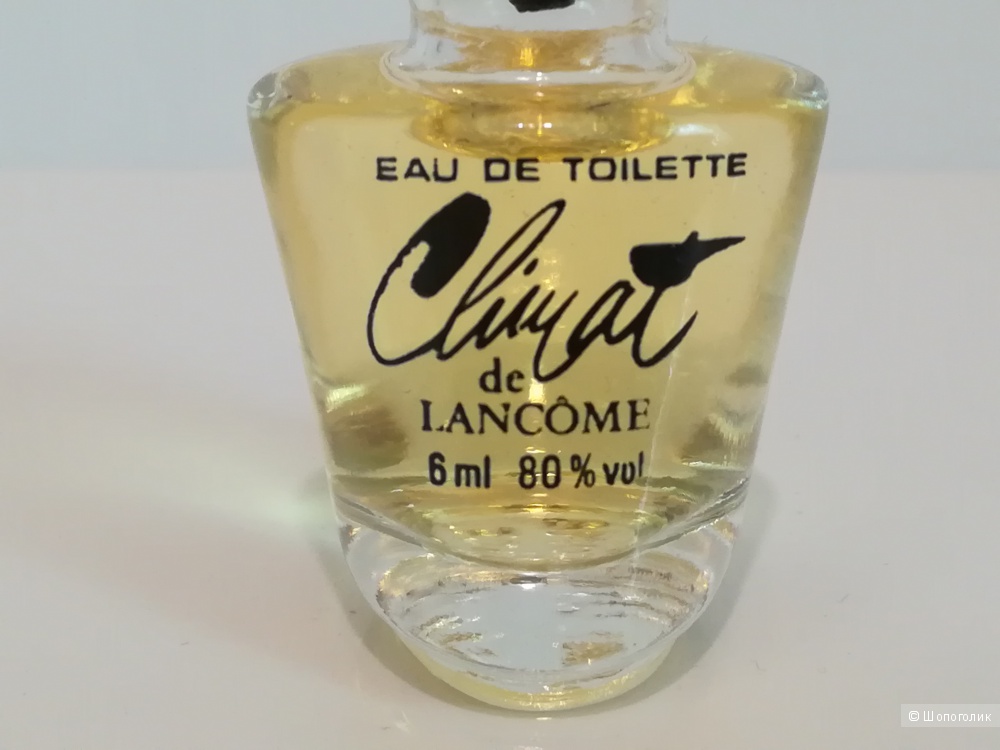 EAU DE TOILETTE
Climat
de
LANCÔME
6 ml 80 % vol
© Шопоголик